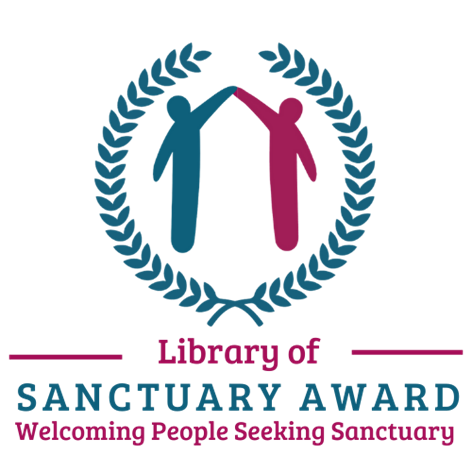 Library of
SANCTUARY AWARD
Welcoming People Seeking Sanctuary